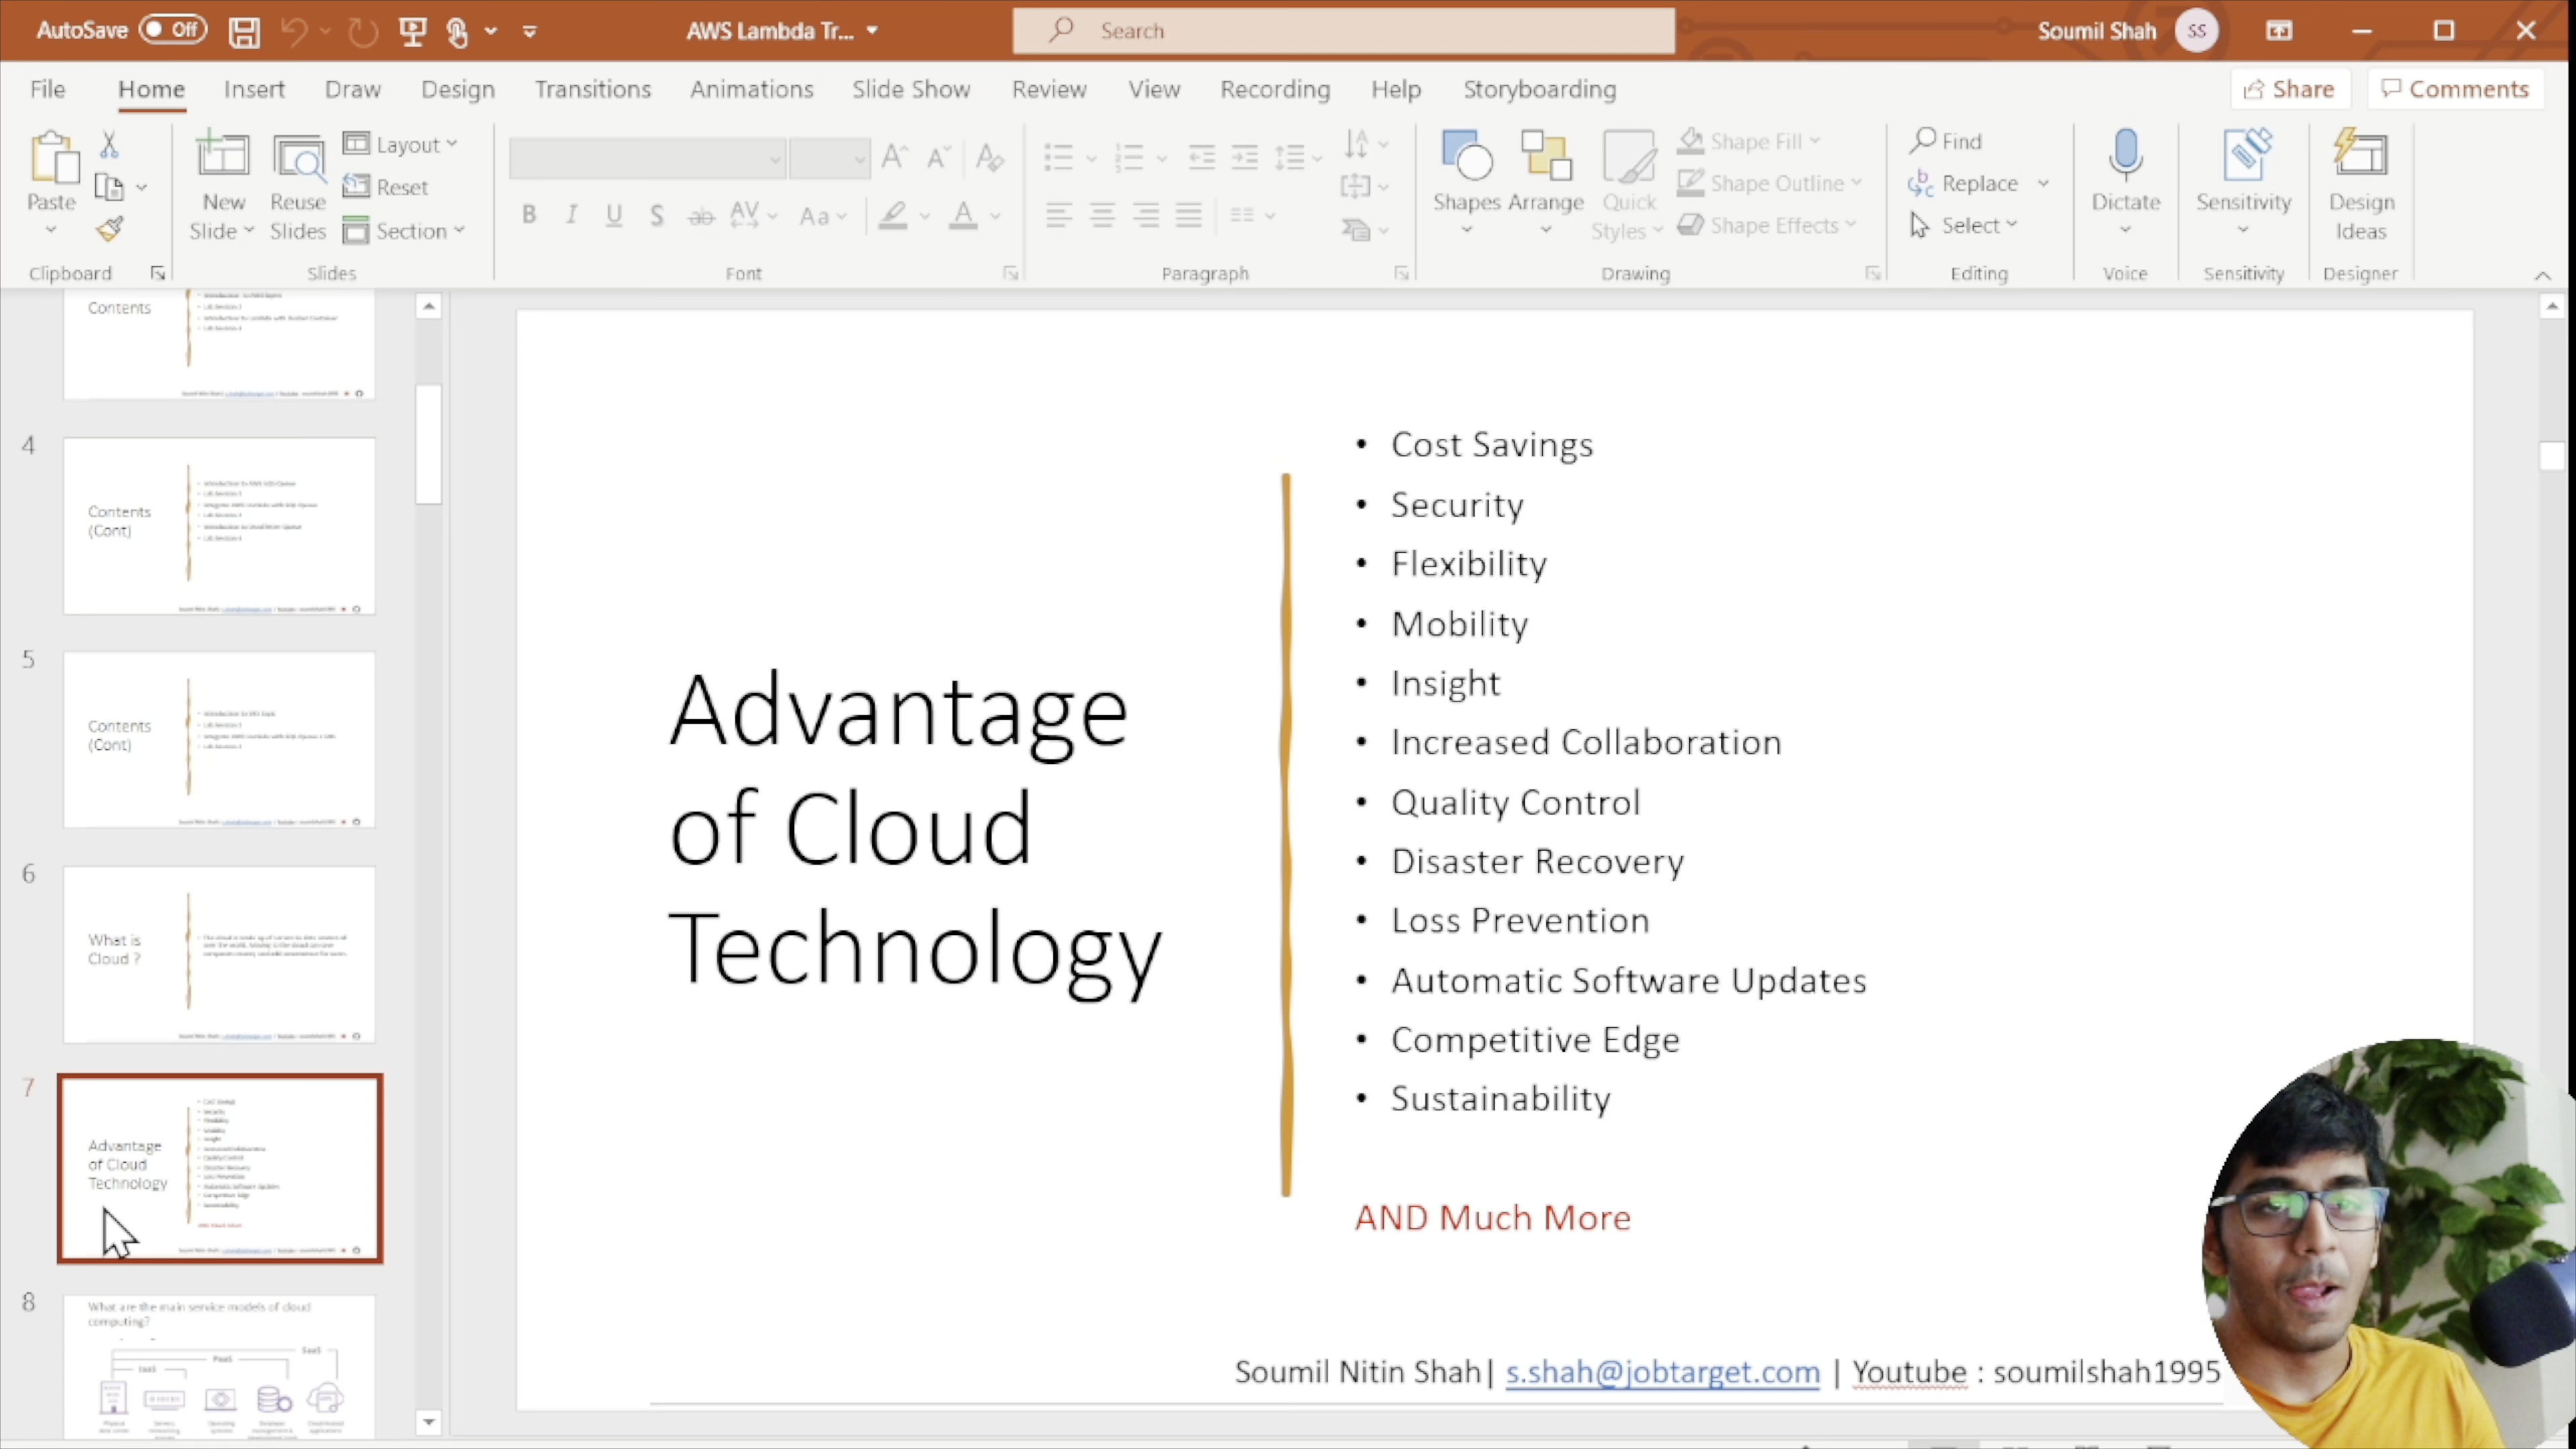 AutoSave Off AWS Lambda Tr... Search Soumil Shah SS
File Home Insert Draw Design Transitions Animations Slide Show Review View Recording Help Storyboarding Share Comments
Paste
New
Slide
Reuse
Slides
Layout
Reset
Section
B I U S ab AV Aa A
Shapes
Arrange
Quick
Styles
Shape Fill
Shape Outline
Shape Effects
Find
Replace
Select
Dictate
Sensitivity
Design
Ideas
Clipboard Slides Font Paragraph Drawing Editing Voice Sensitivity Designer
Contents
4
Contents
(Cont)
5
Contents
(Cont)
6
What is
Cloud ?
7
Advantage
of Cloud
Technology
8
What are the main service models of cloud
computing?
SaaS
PaaS
IaaS
Advantage
of Cloud
Technology
• Cost Savings
• Security
• Flexibility
• Mobility
• Insight
• Increased Collaboration
• Quality Control
• Disaster Recovery
• Loss Prevention
• Automatic Software Updates
• Competitive Edge
• Sustainability
AND Much More
Soumil Nitin Shah| s.shah@jobtarget.com | Youtube : soumilshah1995